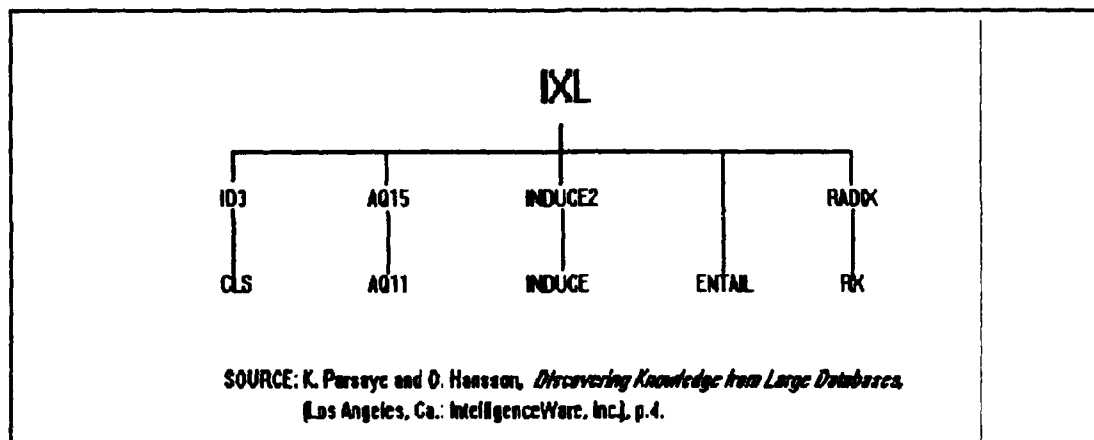 IXL
ID3 AQ15 INDUCE2 RADIX
CLS AQ11 INDUCE ENTAIL RX
SOURCE: K. Parsaye and O. Hansson, Discovering Knowledge from Large Databases,
(Los Angeles, Ca.: IntelligenceWare, Inc.), p.4.